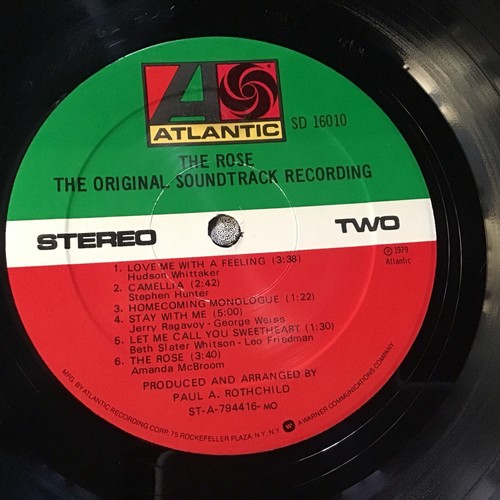 ATLANTIC
SD 16010
THE ROSE
THE ORIGINAL SOUNDTRACK RECORDING
STEREO TWO
℗ 1979
Atlantic
1. LOVE ME WITH A FEELING (3:38)
Hudson Whittaker
2. CAMELLIA (2:42)
Stephen Hunter
3. HOMECOMING MONOLOGUE (1:22)
4. STAY WITH ME (5:00)
Jerry Ragavoy - George Weiss
5. LET ME CALL YOU SWEETHEART (1:30)
Beth Slater Whitson - Leo Friedman
6. THE ROSE (3:40)
Amanda McBroom
PRODUCED AND ARRANGED BY
PAUL A. ROTHCHILD
ST-A-794416-MO
MFG. BY ATLANTIC RECORDING CORP., 75 ROCKEFELLER PLAZA, N.Y., N.Y. A WARNER COMMUNICATIONS COMPANY